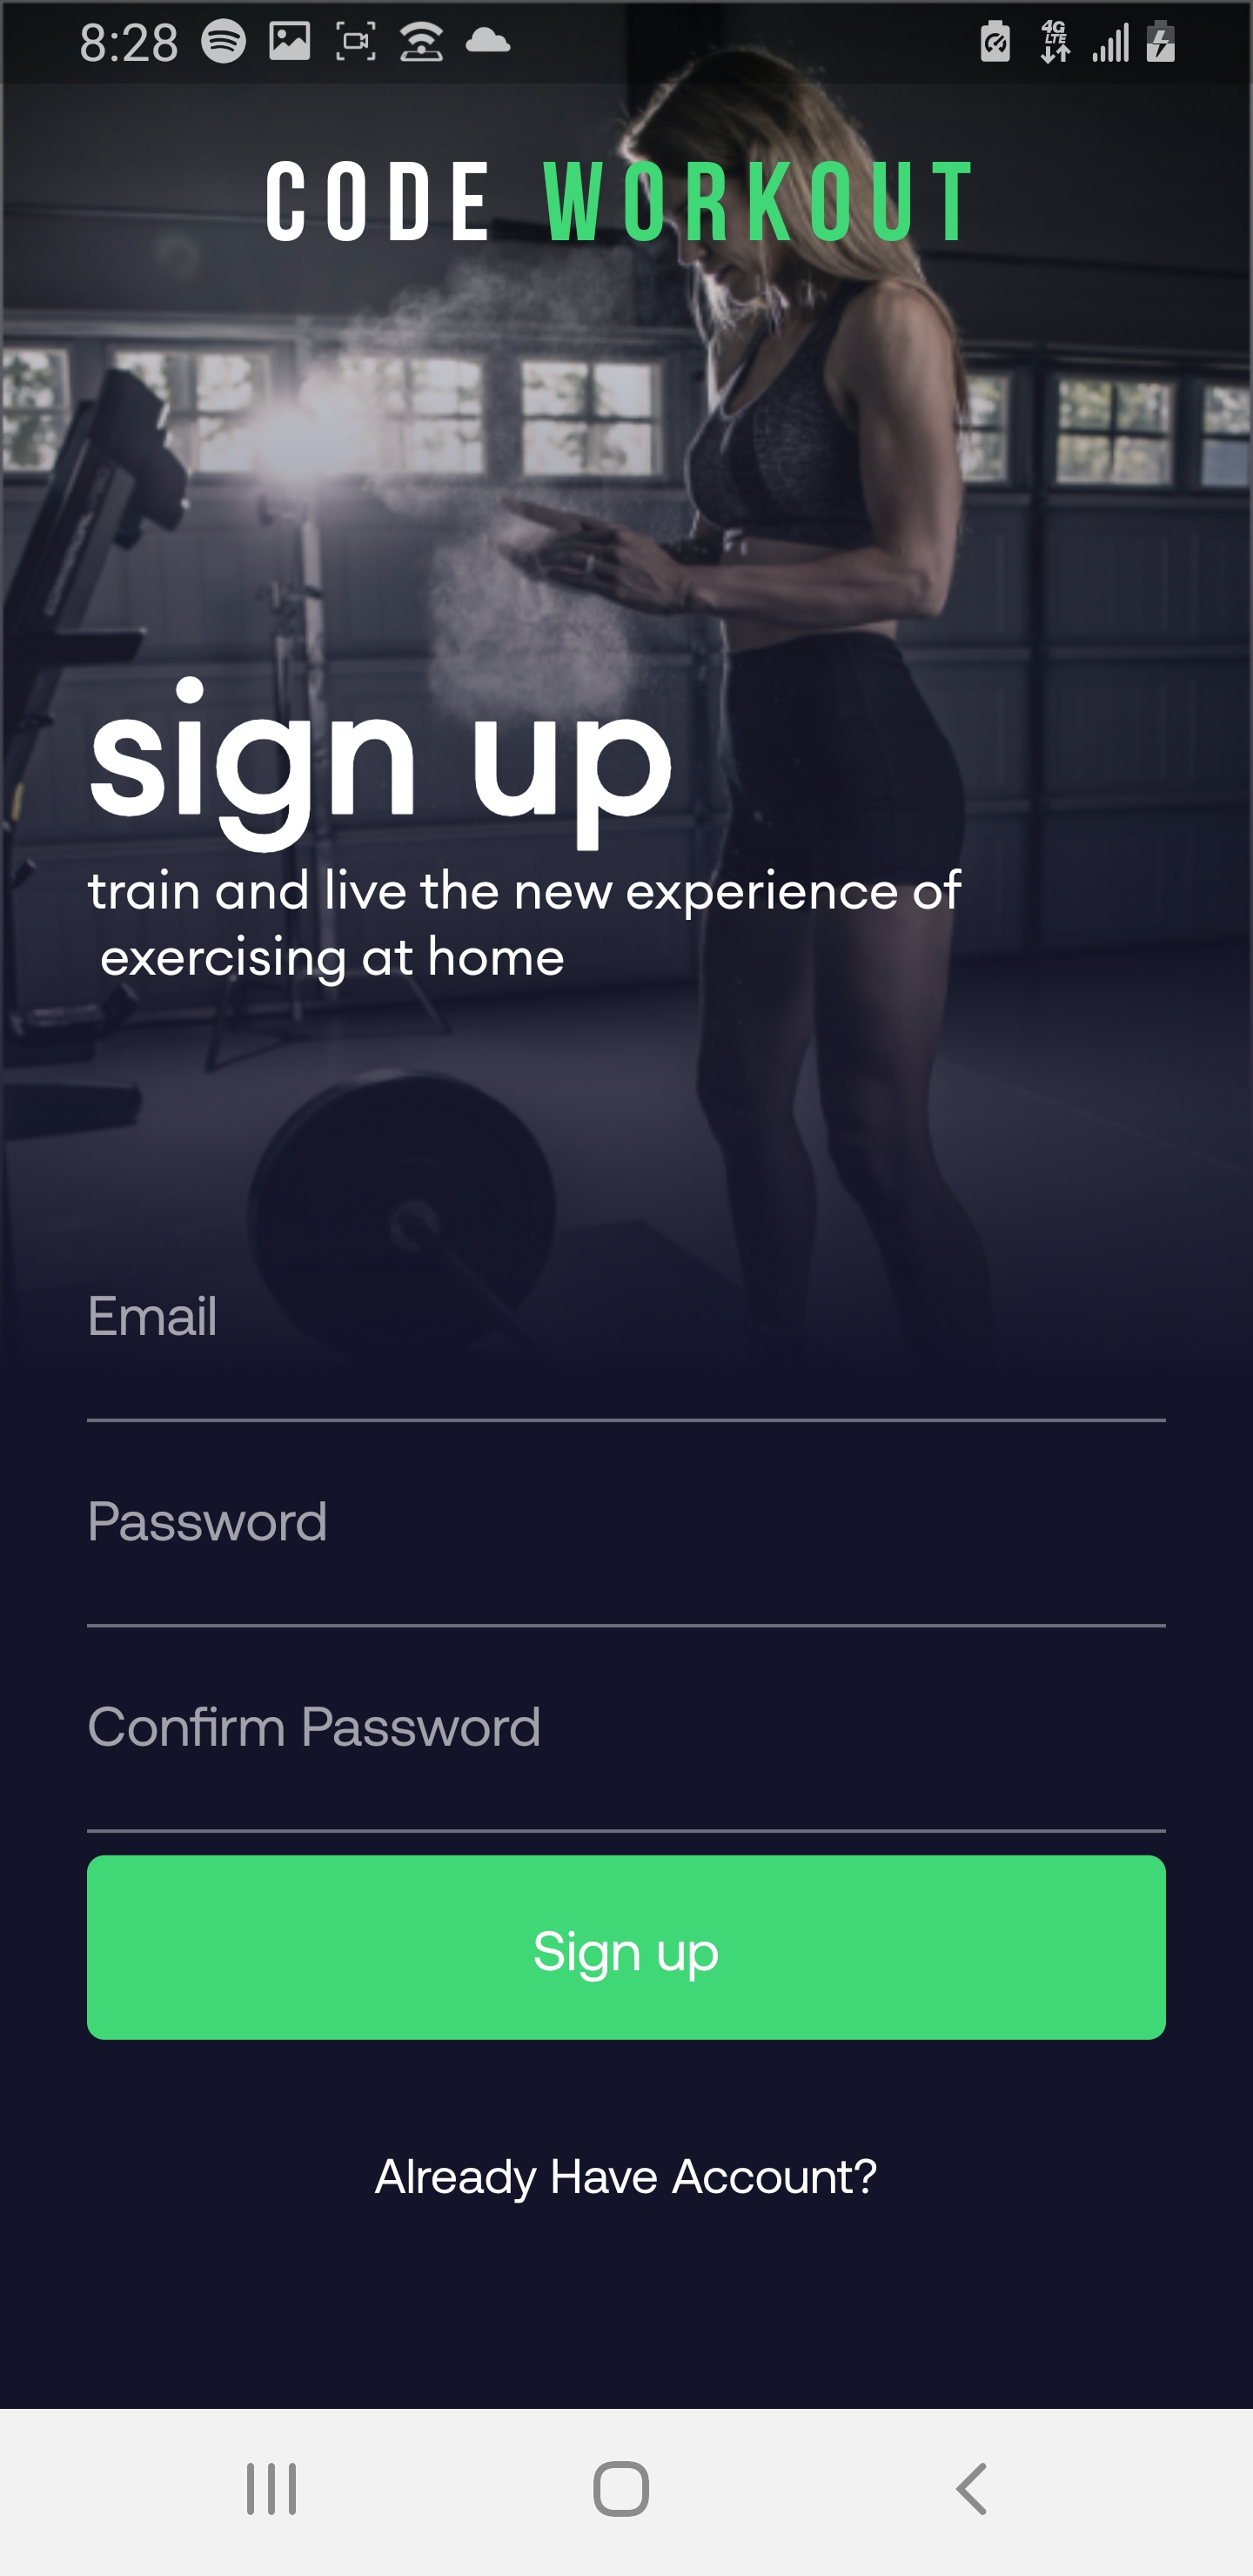 8:28
4G
LTE
CODE WORKOUT
sign up
train and live the new experience of
exercising at home
Email
Password
Confirm Password
Sign up
Already Have Account?